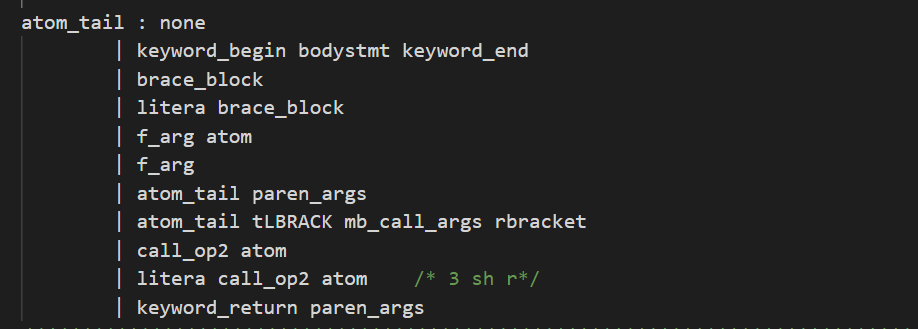 atom_tail : none
| keyword_begin bodystmt keyword_end
| brace_block
| litera brace_block
| f_arg atom
| f_arg
| atom_tail paren_args
| atom_tail tLBRACK mb_call_args rbracket
| call_op2 atom
| litera call_op2 atom /* 3 sh r*/
| keyword_return paren_args